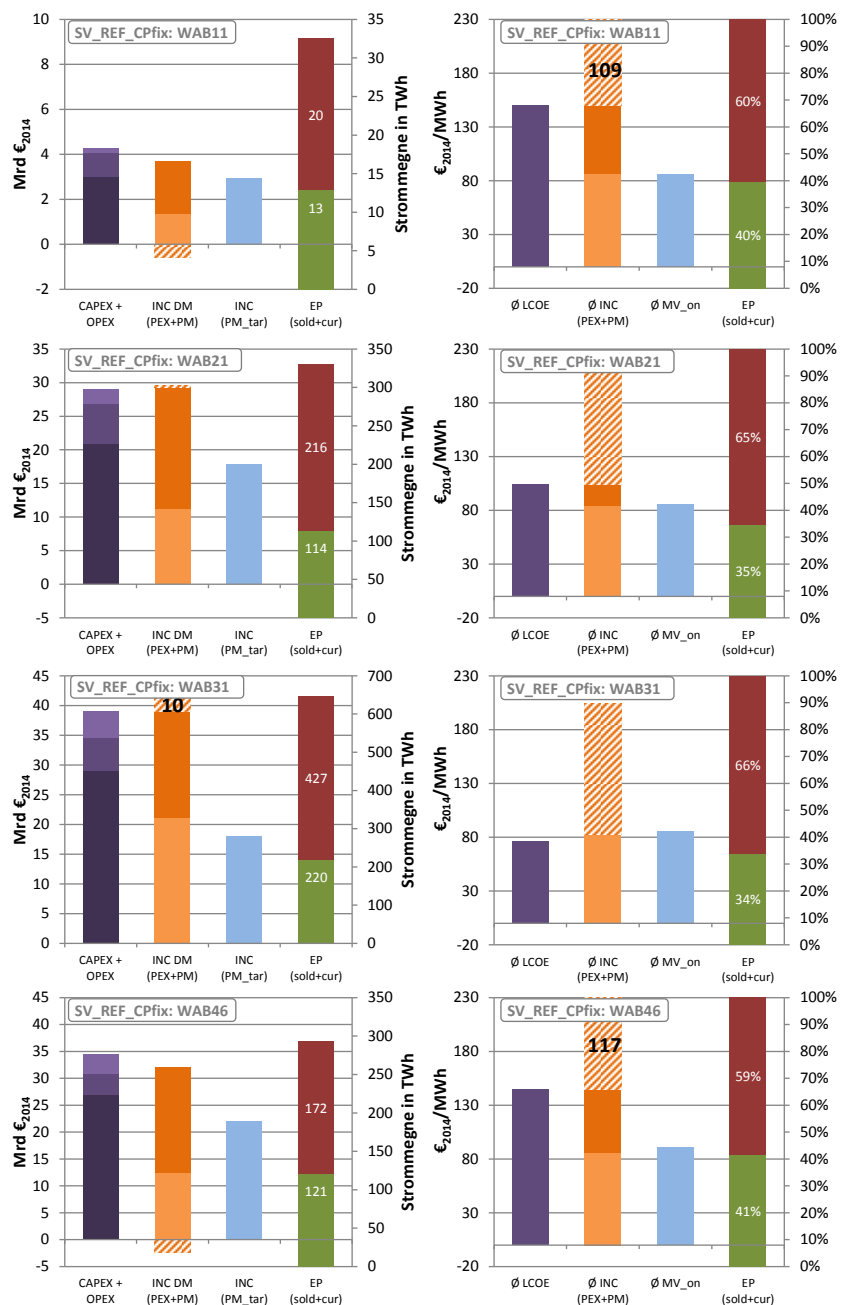 SV_REF_CPfix: WAB11
Mrd €2014
10
8
6
4
2
0
-2
20
13
35
30
25
20
15
10
5
0
Strommegne in TWh
CAPEX +
OPEX
INC DM
(PEX+PM)
INC
(PM_tar)
EP
(sold+cur)
SV_REF_CPfix: WAB11
€2014/MWh
230
180
130
80
30
-20
109
60%
40%
100%
90%
80%
70%
60%
50%
40%
30%
20%
10%
0%
Ø LCOE
Ø INC
(PEX+PM)
Ø MV_on
EP
(sold+cur)
SV_REF_CPfix: WAB21
Mrd €2014
35
30
25
20
15
10
5
0
-5
216
114
350
300
250
200
150
100
50
0
Strommegne in TWh
CAPEX +
OPEX
INC DM
(PEX+PM)
INC
(PM_tar)
EP
(sold+cur)
SV_REF_CPfix: WAB21
€2014/MWh
230
180
130
80
30
-20
65%
35%
100%
90%
80%
70%
60%
50%
40%
30%
20%
10%
0%
Ø LCOE
Ø INC
(PEX+PM)
Ø MV_on
EP
(sold+cur)
SV_REF_CPfix: WAB31
Mrd €2014
45
40
35
30
25
20
15
10
5
0
10
427
220
700
600
500
400
300
200
100
0
Strommegne in TWh
CAPEX +
OPEX
INC DM
(PEX+PM)
INC
(PM_tar)
EP
(sold+cur)
SV_REF_CPfix: WAB31
€2014/MWh
230
180
130
80
30
-20
66%
34%
100%
90%
80%
70%
60%
50%
40%
30%
20%
10%
0%
Ø LCOE
Ø INC
(PEX+PM)
Ø MV_on
EP
(sold+cur)
SV_REF_CPfix: WAB46
Mrd €2014
45
40
35
30
25
20
15
10
5
0
-5
172
121
350
300
250
200
150
100
50
0
Strommegne in TWh
CAPEX +
OPEX
INC DM
(PEX+PM)
INC
(PM_tar)
EP
(sold+cur)
SV_REF_CPfix: WAB46
€2014/MWh
230
180
130
80
30
-20
117
59%
41%
100%
90%
80%
70%
60%
50%
40%
30%
20%
10%
0%
Ø LCOE
Ø INC
(PEX+PM)
Ø MV_on
EP
(sold+cur)